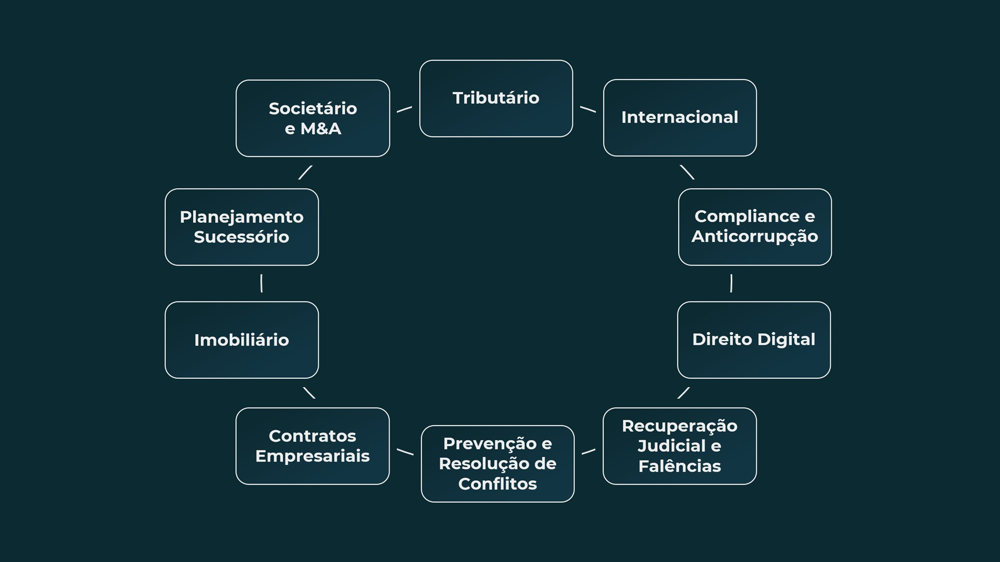 Tributário
Societário
e M&A
Internacional
Planejamento
Sucessório
Compliance e
Anticorrupção
Imobiliário
Direito Digital
Contratos
Empresariais
Prevenção e
Resolução de
Conflitos
Recuperação
Judicial e
Falências